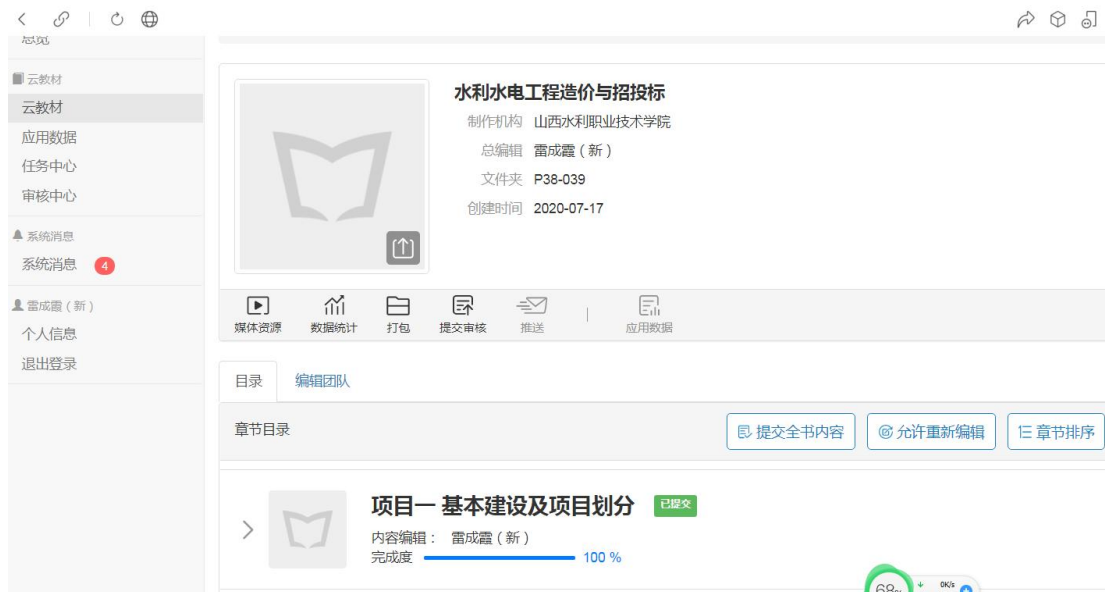 总览
云教材
云教材
应用数据
任务中心
审核中心
系统消息
系统消息 4
雷成霞（新）
个人信息
退出登录
水利水电工程造价与招投标
制作机构 山西水利职业技术学院
总编辑 雷成霞（新）
文件夹 P38-039
创建时间 2020-07-17
媒体资源 数据统计 打包 提交审核 推送 应用数据
目录 编辑团队
章节目录 提交全书内容 允许重新编辑 章节排序
项目一 基本建设及项目划分 已提交
内容编辑： 雷成霞（新）
完成度 100 %
68% 0K/s